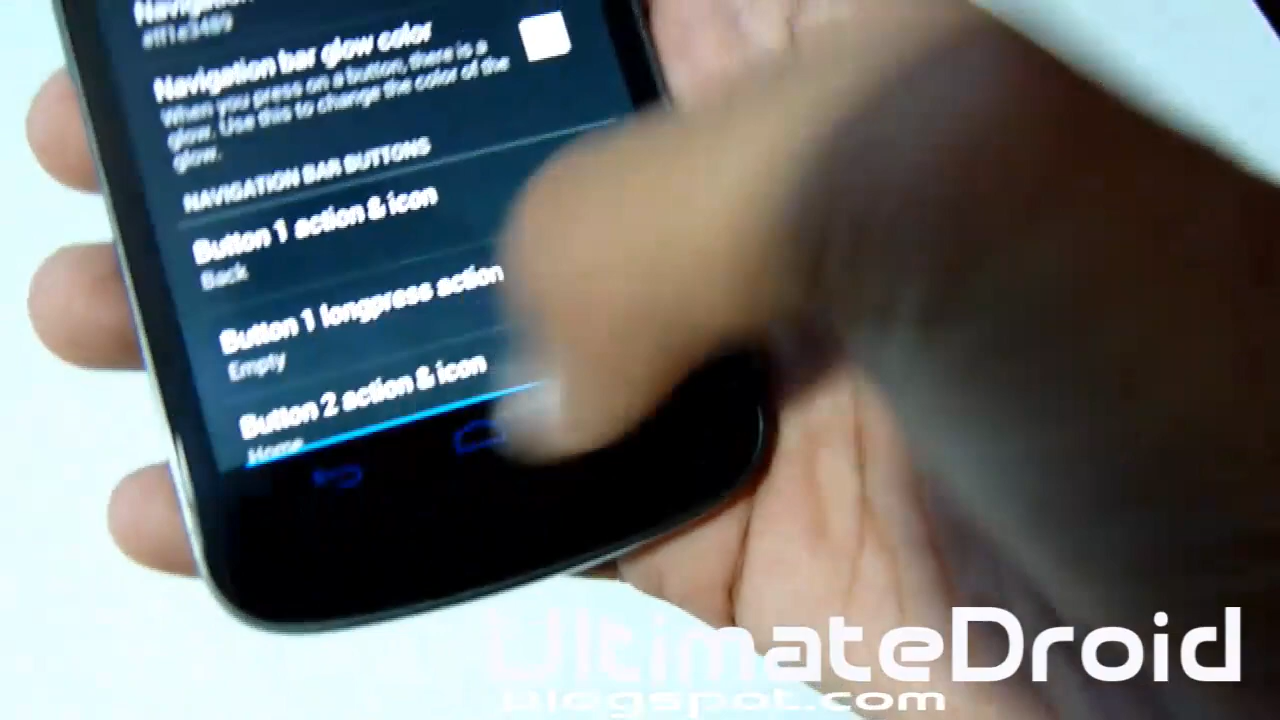 Navigation
Navigation bar glow color
When you press on a button, there is a
glow. Use this to change the color of the
glow.
NAVIGATION BAR BUTTONS
Button 1 action & icon
Back
Button 1 longpress action
Empty
Button 2 action & icon
Home
UltimateDroid
blogspot.com